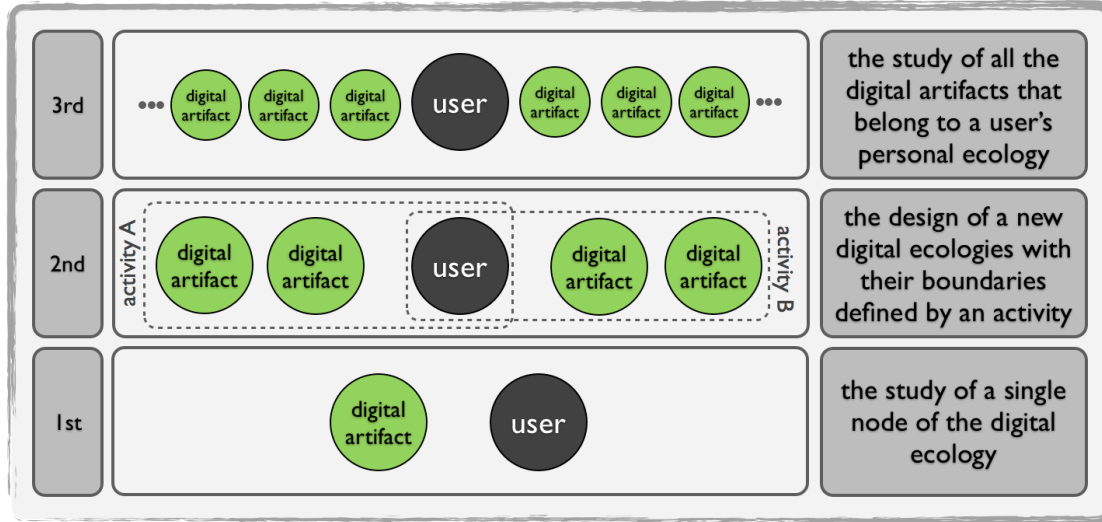 3rd
digital
artifact
digital
artifact
digital
artifact
user
digital
artifact
digital
artifact
digital
artifact
the study of all the
digital artifacts that
belong to a user's
personal ecology
2nd
activity A
digital
artifact
digital
artifact
user
digital
artifact
digital
artifact
activity B
the design of a new
digital ecologies with
their boundaries
defined by an activity
1st
digital
artifact
user
the study of a single
node of the digital
ecology